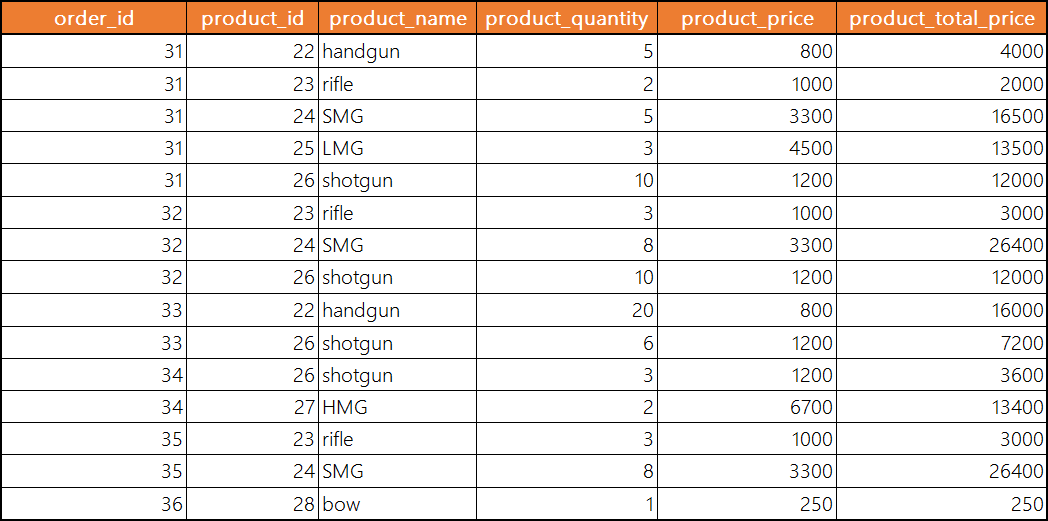 order_id product_id product_name product_quantity product_price product_total_price
31 22 handgun 5 800 4000
31 23 rifle 2 1000 2000
31 24 SMG 5 3300 16500
31 25 LMG 3 4500 13500
31 26 shotgun 10 1200 12000
32 23 rifle 3 1000 3000
32 24 SMG 8 3300 26400
32 26 shotgun 10 1200 12000
33 22 handgun 20 800 16000
33 26 shotgun 6 1200 7200
34 26 shotgun 3 1200 3600
34 27 HMG 2 6700 13400
35 23 rifle 3 1000 3000
35 24 SMG 8 3300 26400
36 28 bow 1 250 250